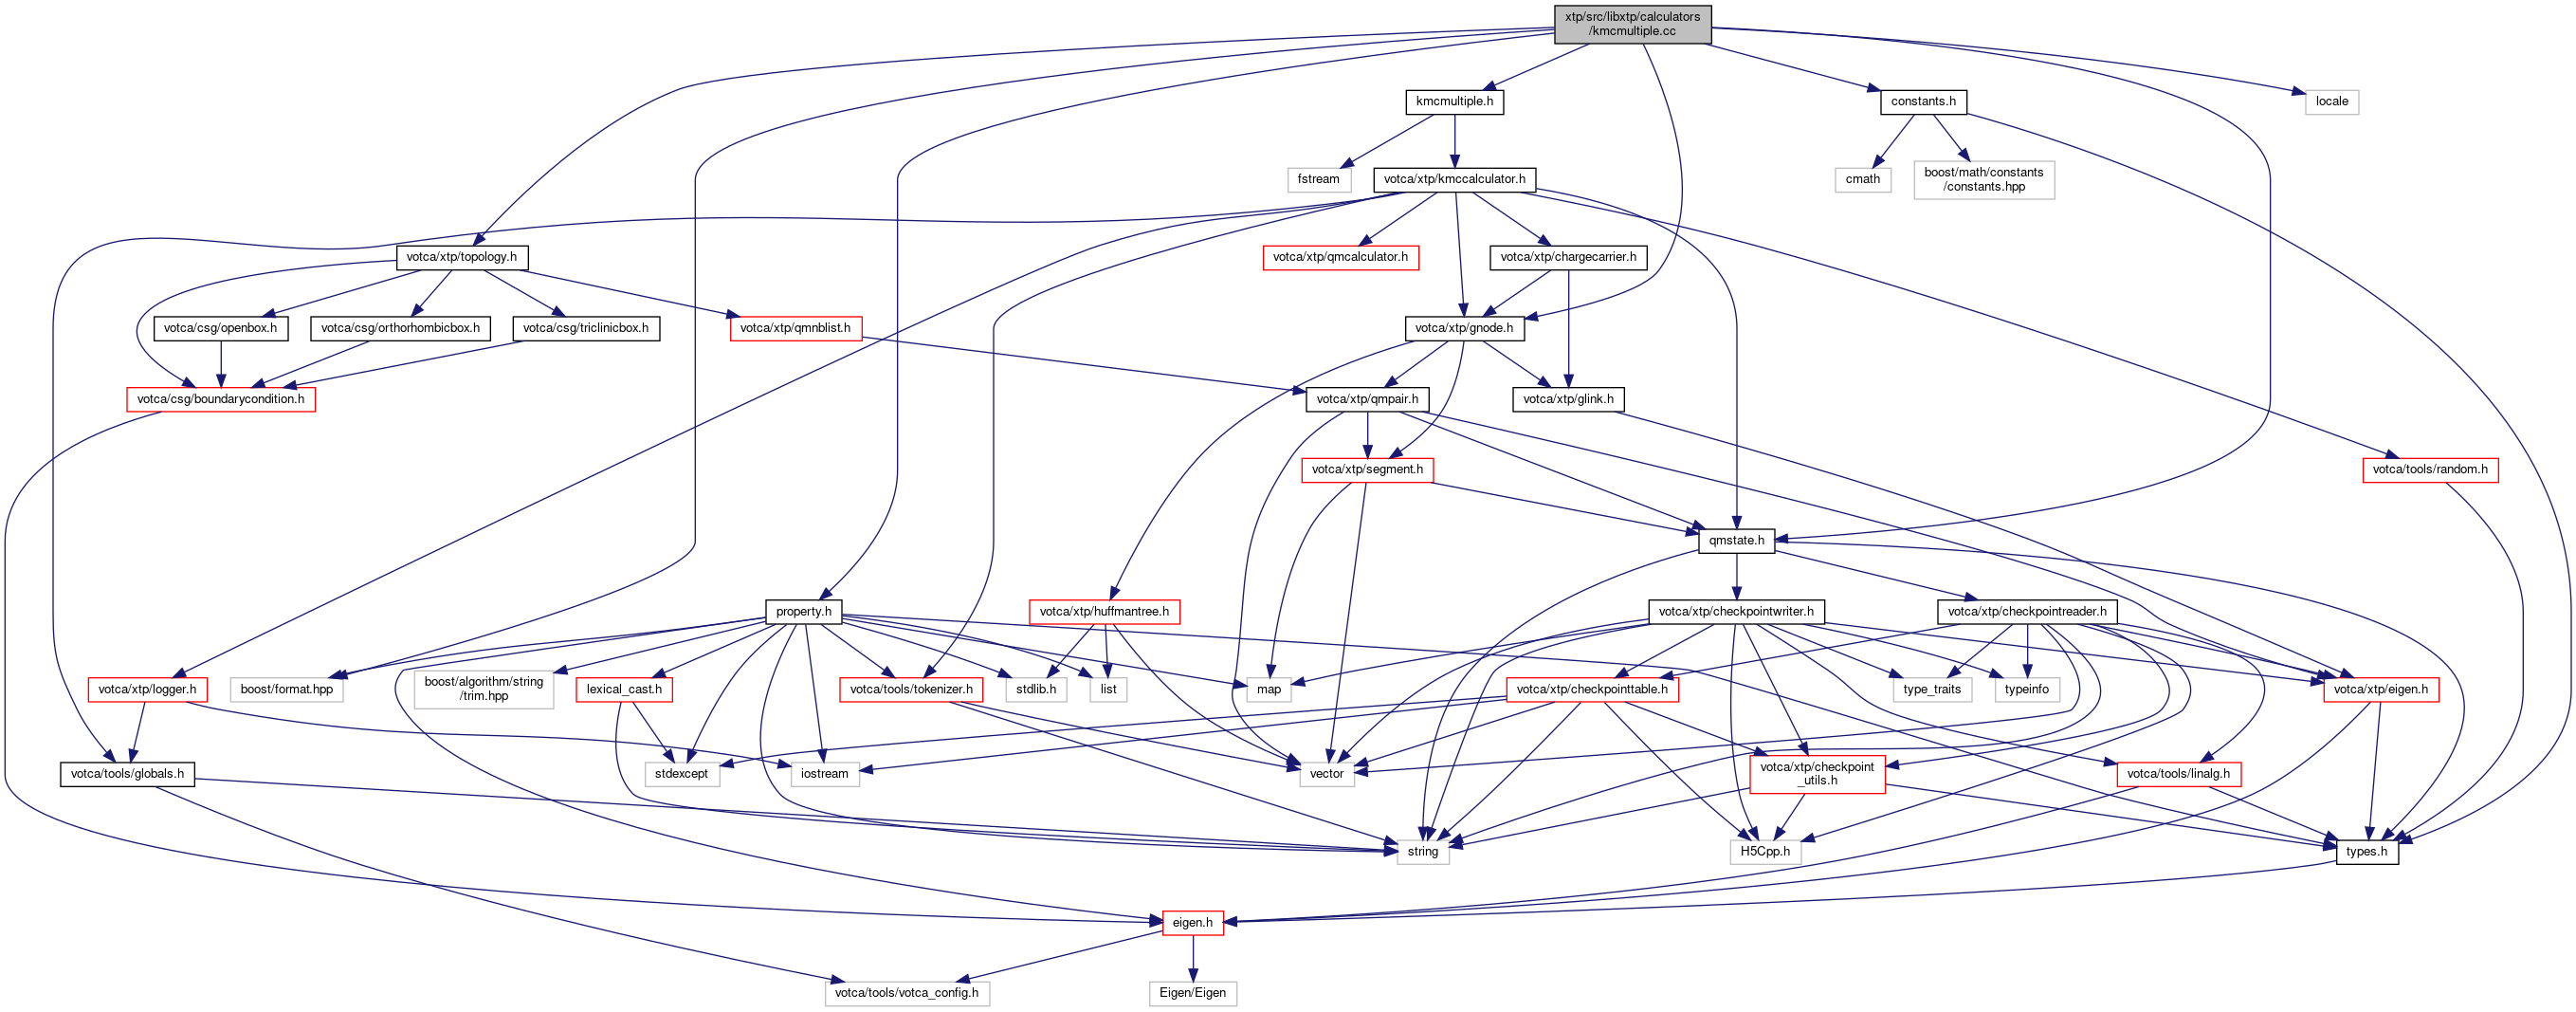 xtp/src/libxtp/calculators
/kmcmultiple.cc
kmcmultiple.h
constants.h
locale
fstream
votca/xtp/kmccalculator.h
cmath
boost/math/constants
/constants.hpp
votca/xtp/topology.h
votca/xtp/qmcalculator.h
votca/xtp/chargecarrier.h
votca/csg/openbox.h
votca/csg/orthorhombicbox.h
votca/csg/triclinicbox.h
votca/xtp/qmnblist.h
votca/xtp/gnode.h
votca/csg/boundarycondition.h
votca/xtp/qmpair.h
votca/xtp/glink.h
votca/xtp/segment.h
votca/tools/random.h
qmstate.h
property.h
votca/xtp/huffmantree.h
votca/xtp/checkpointwriter.h
votca/xtp/checkpointreader.h
votca/xtp/logger.h
boost/format.hpp
boost/algorithm/string
/trim.hpp
lexical_cast.h
votca/tools/tokenizer.h
stdlib.h
list
map
votca/xtp/checkpointtable.h
type_traits
typeinfo
votca/xtp/eigen.h
votca/tools/globals.h
stdexcept
iostream
vector
votca/xtp/checkpoint
_utils.h
votca/tools/linalg.h
string
H5Cpp.h
types.h
eigen.h
votca/tools/votca_config.h
Eigen/Eigen